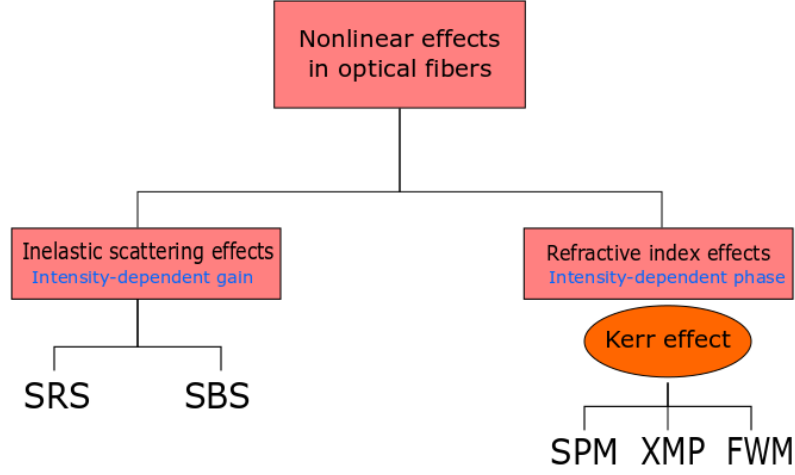 Nonlinear effects
in optical fibers
Inelastic scattering effects
Intensity-dependent gain
Refractive index effects
Intensity-dependent phase
Kerr effect
SRS
SBS
SPM
XMP
FWM